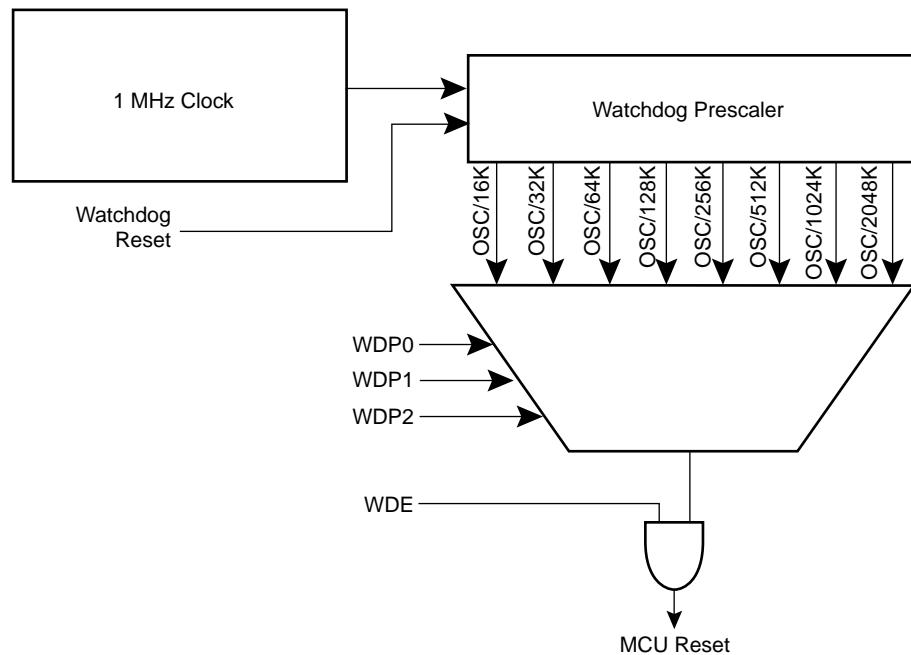 1 MHz Clock
Watchdog Prescaler
Watchdog
Reset
OSC/16K
OSC/32K
OSC/64K
OSC/128K
OSC/256K
OSC/512K
OSC/1024K
OSC/2048K
WDP0
WDP1
WDP2
WDE
MCU Reset